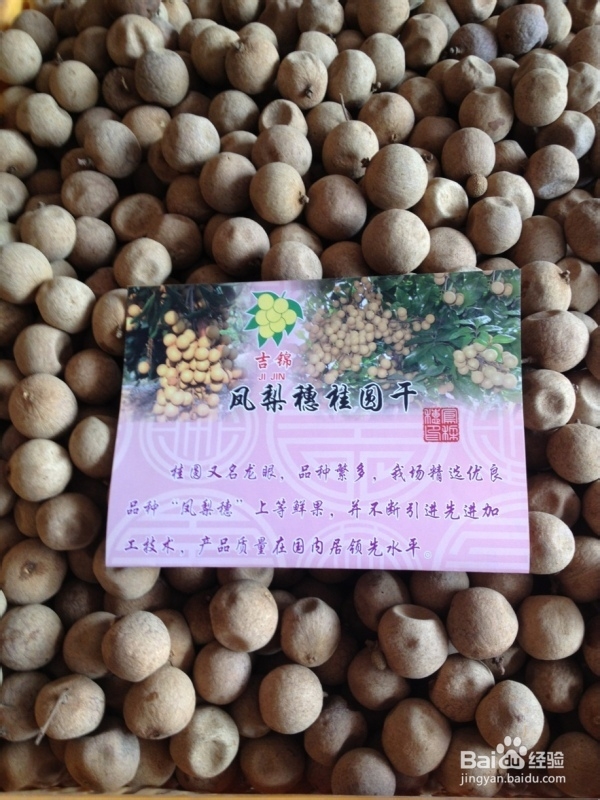 吉锦
JI JIN
凤梨穗桂圆干
桂圆又名龙眼,品种繁多,我场精选优良
品种“凤梨穗”上等鲜果,并不断引进先进加
工技术,产品质量在国内居领先水平。
Baidu经验
jingyan.baidu.com